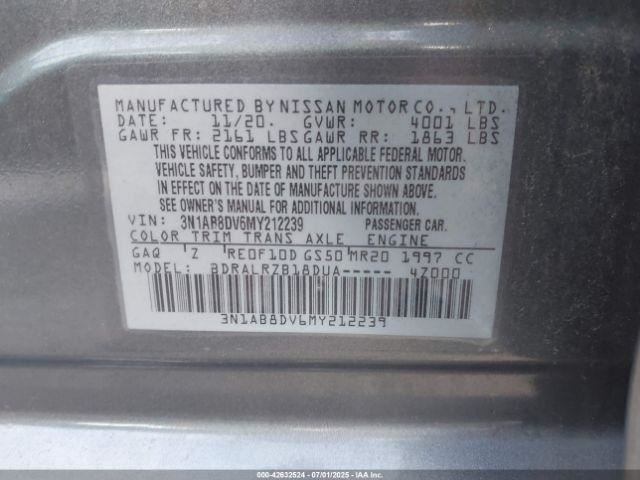 MANUFACTURED BY NISSAN MOTOR CO., LTD.
DATE: 11/20. GVWR: 4001 LBS
GAWR FR: 2161 LBS GAWR RR: 1863 LBS
THIS VEHICLE CONFORMS TO ALL APPLICABLE FEDERAL MOTOR
VEHICLE SAFETY, BUMPER AND THEFT PREVENTION STANDARDS
IN EFFECT ON THE DATE OF MANUFACTURE SHOWN ABOVE.
SEE OWNER'S MANUAL FOR ADDITIONAL INFORMATION.
VIN: 3N1AB8DV6MY212239 PASSENGER CAR.
COLOR TRIM TRANS AXLE ENGINE
GAQ Z RE0F10D GS50 MR20 1997 CC
MODEL: BDRALRZB18DUA----- 4Z000
3N1AB8DV6MY212239
000-42632524 | 07/01/2025 | IAAI.CA